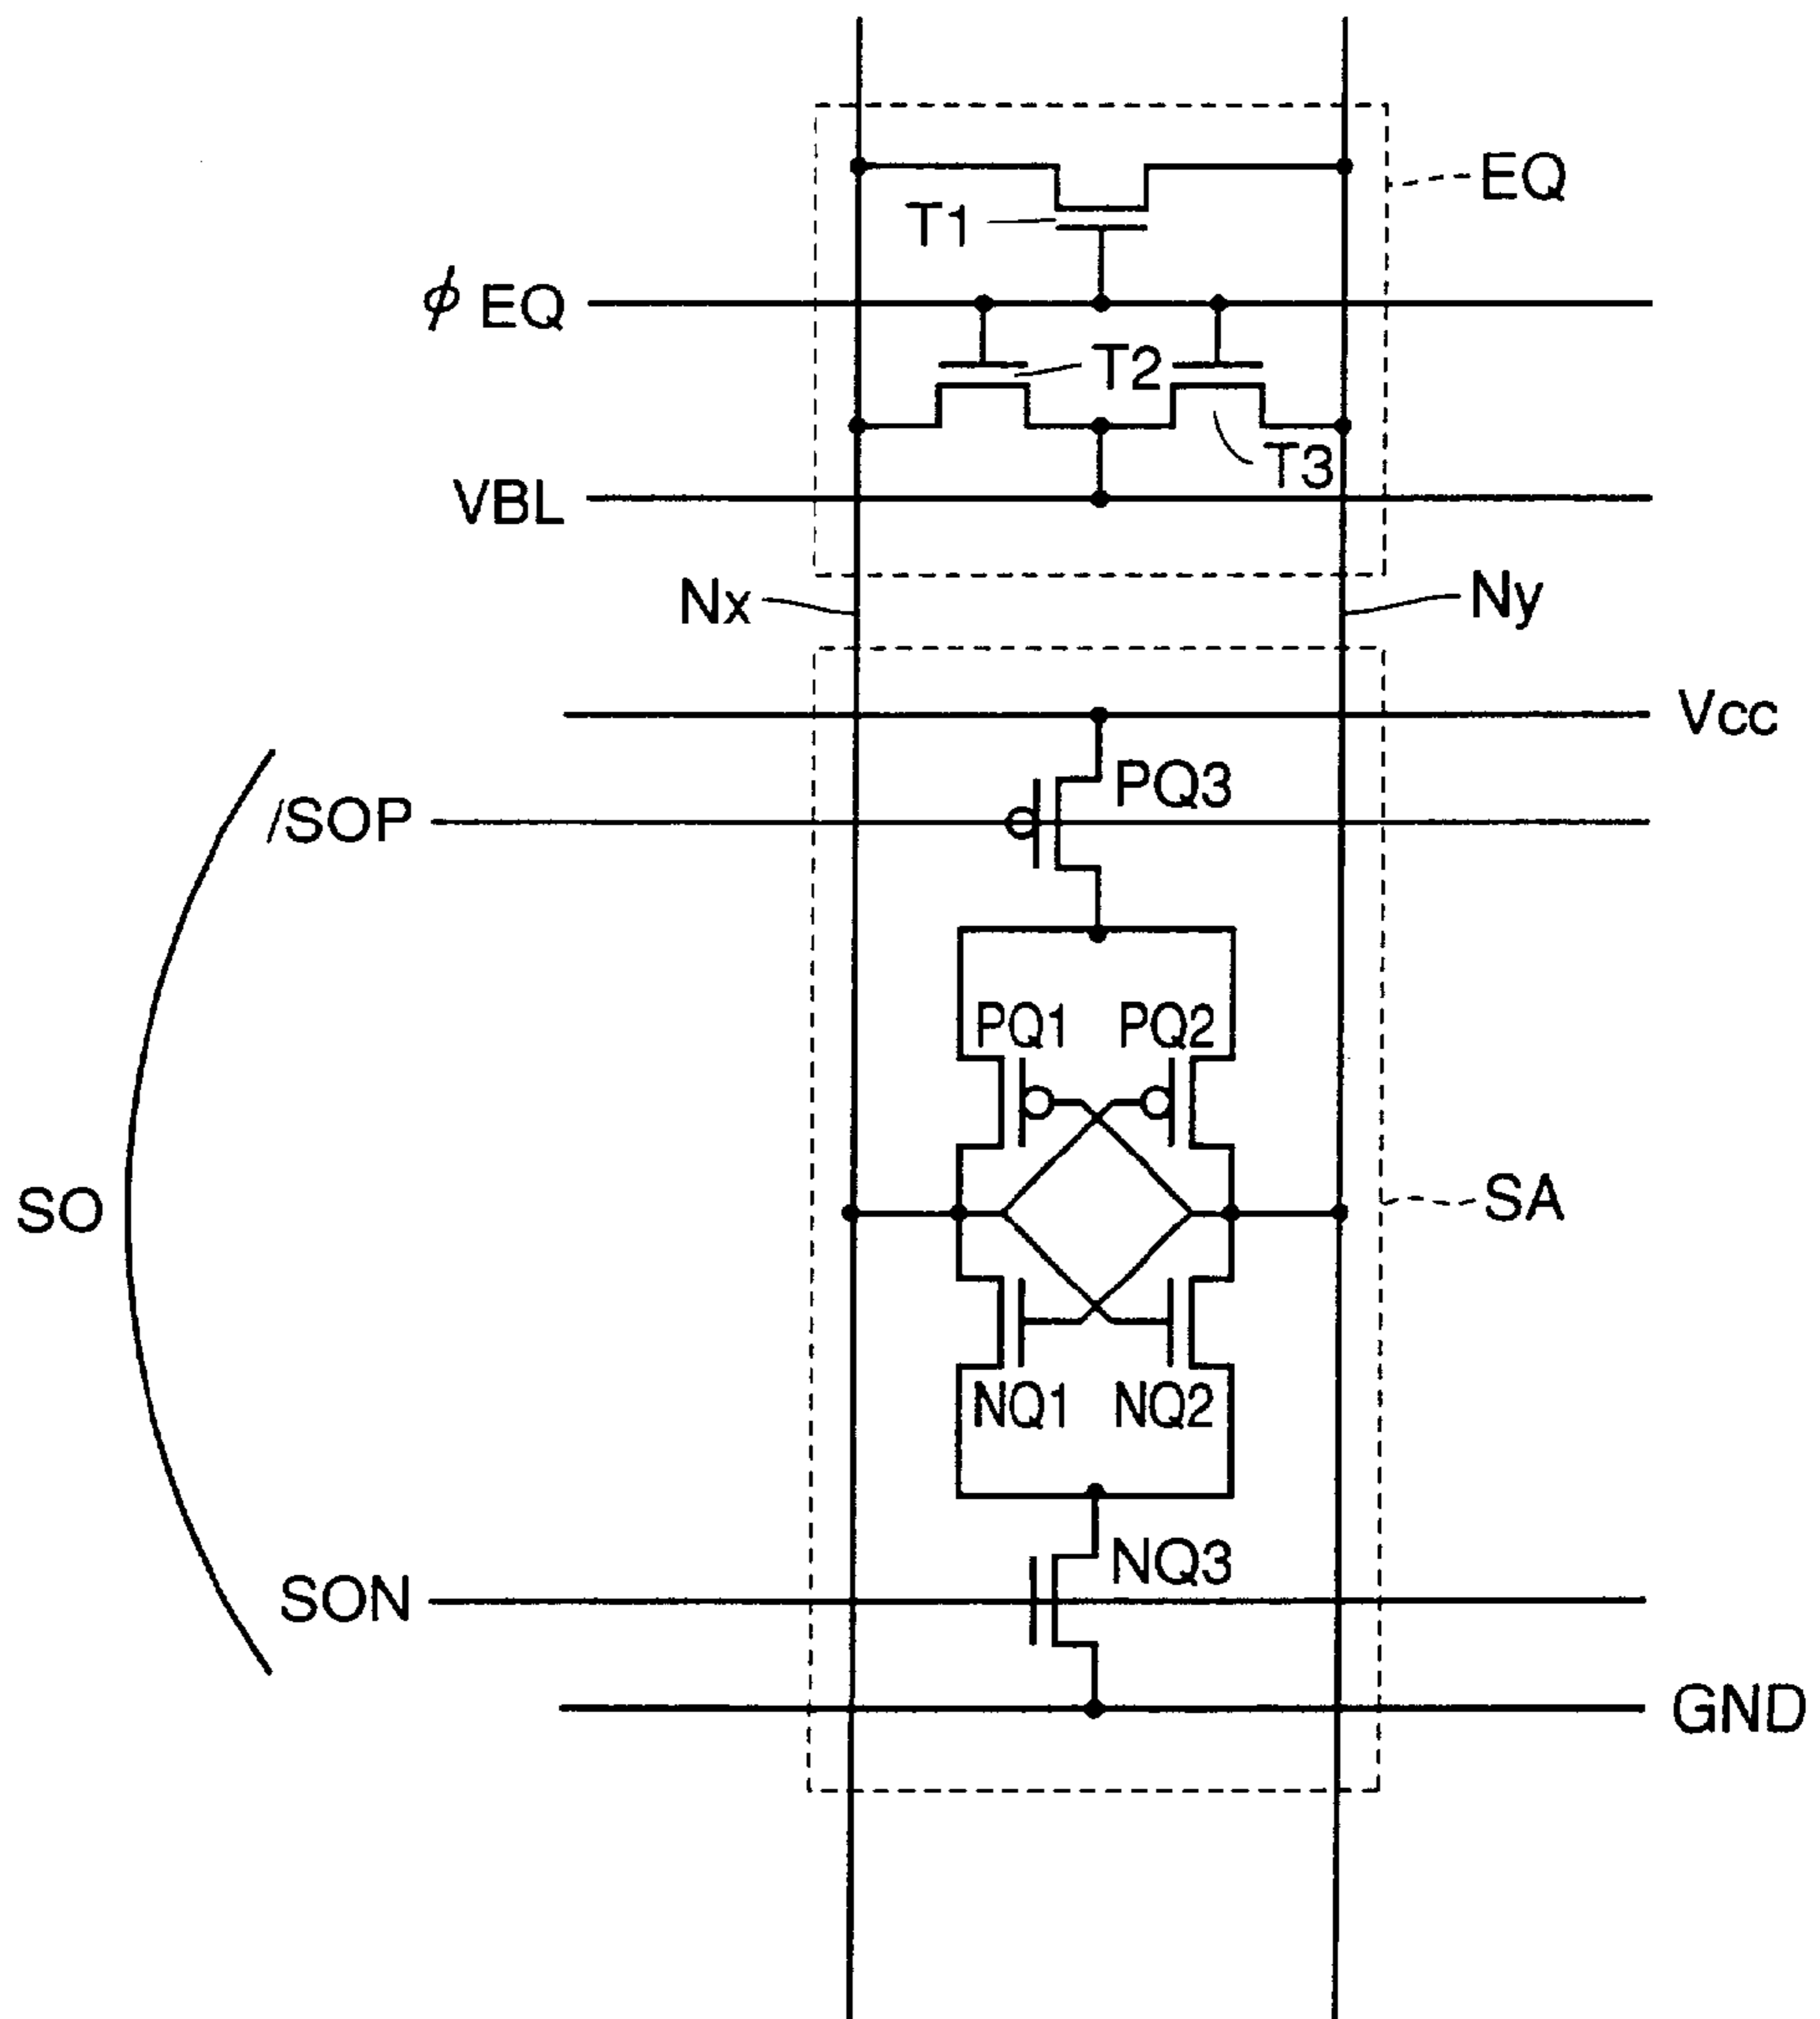 EQ
T1
ϕ EQ
T2
T3
VBL
Nx
Ny
Vcc
PQ3
/SOP
PQ1 PQ2
SO
SA
NQ1 NQ2
NQ3
SON
GND